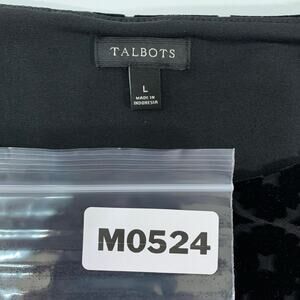 TALBOTS
L
MADE IN
INDONESIA
M0524